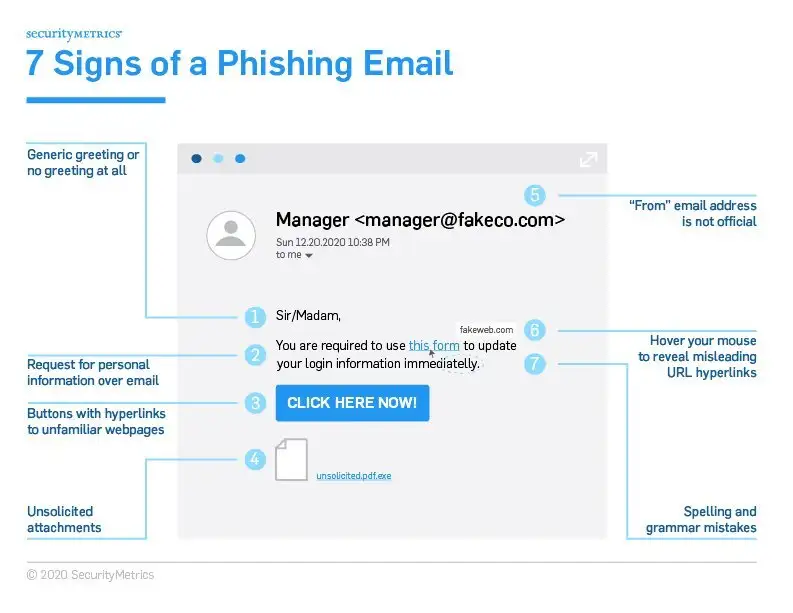 securityMETRICS®
7 Signs of a Phishing Email
Generic greeting or
no greeting at all
5
“From” email address
is not official
Manager <manager@fakeco.com>
Sun 12.20.2020 10:38 PM
to me
1
Sir/Madam,
fakeweb.com
6
Hover your mouse
to reveal misleading
URL hyperlinks
2
You are required to use this form to update
your login information immediatelly.
7
Request for personal
information over email
3
CLICK HERE NOW!
Buttons with hyperlinks
to unfamiliar webpages
4
unsolicited.pdf.exe
Unsolicited
attachments
Spelling and
grammar mistakes
© 2020 SecurityMetrics